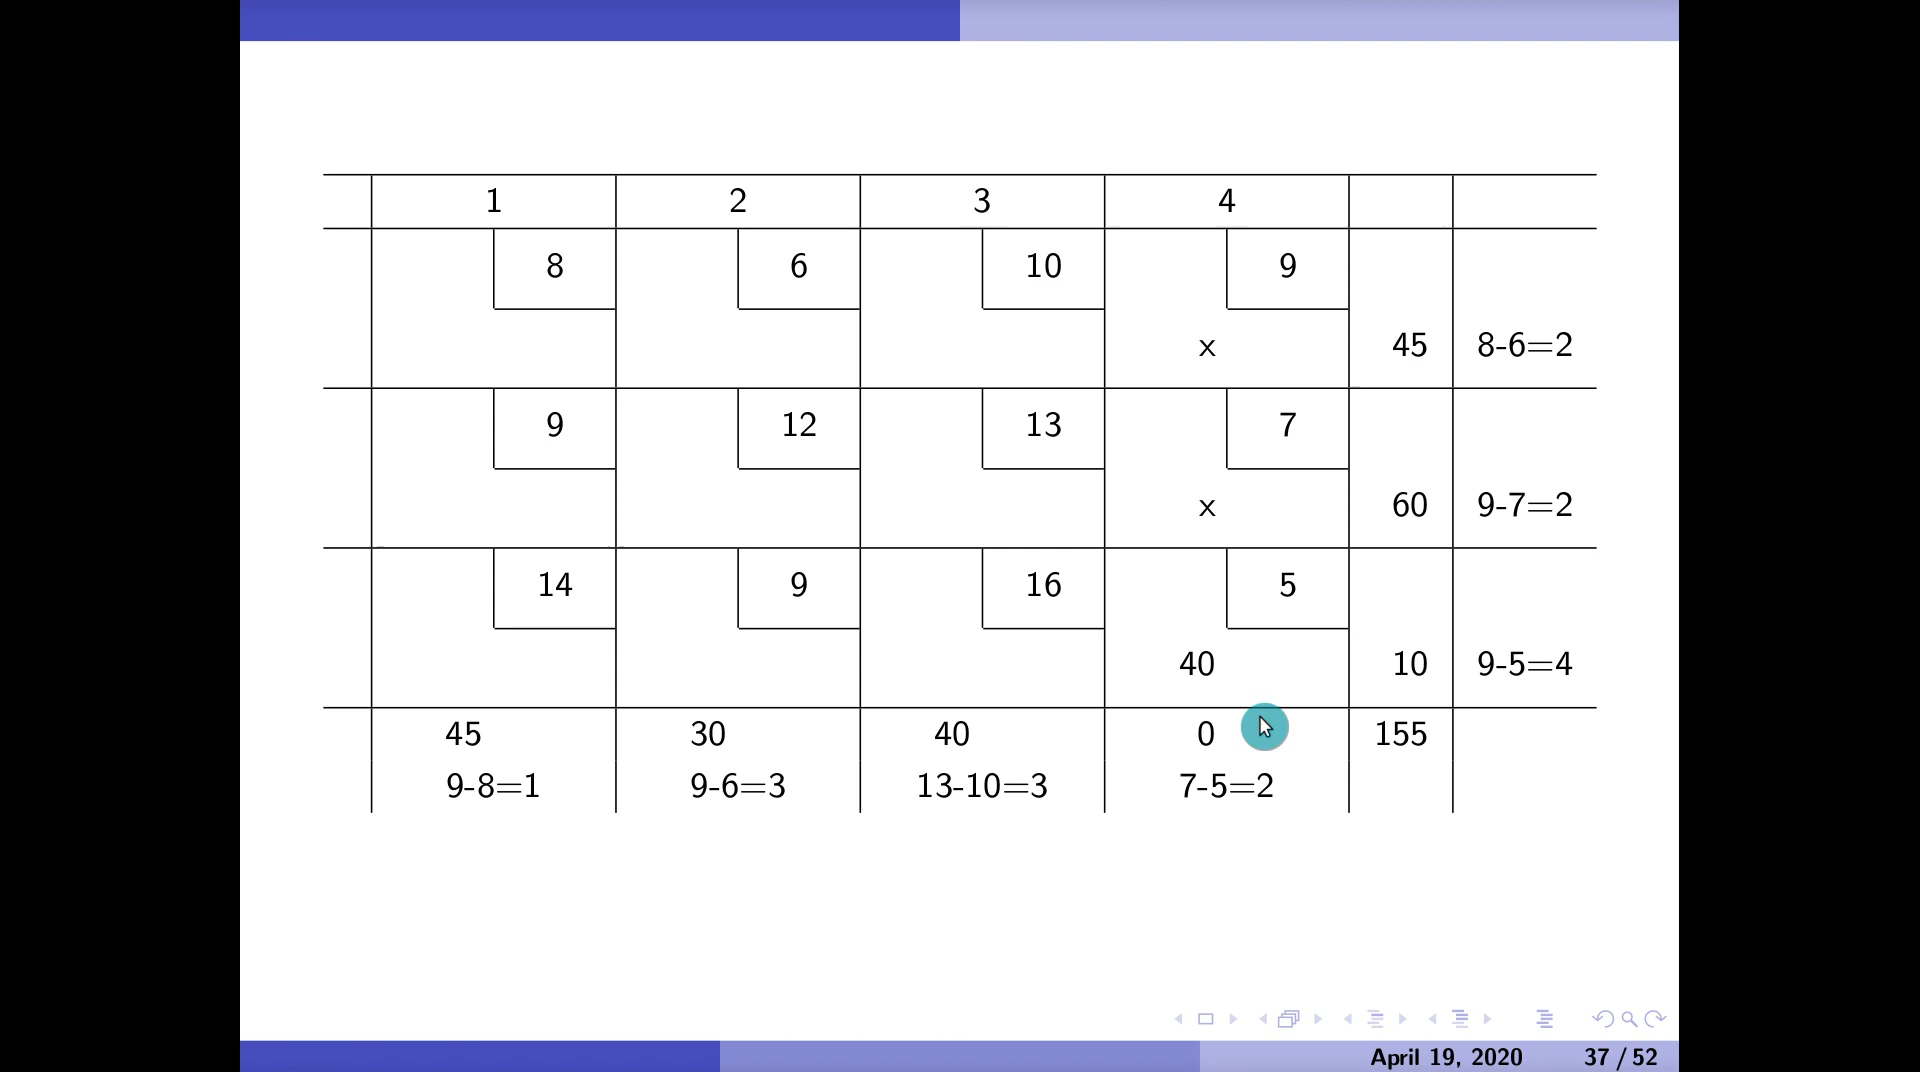 1 2 3 4
8 6 10 9
x 45 8-6=2
9 12 13 7
x 60 9-7=2
14 9 16 5
40 10 9-5=4
45 30 40 0 155
9-8=1 9-6=3 13-10=3 7-5=2
April 19, 2020 37 / 52